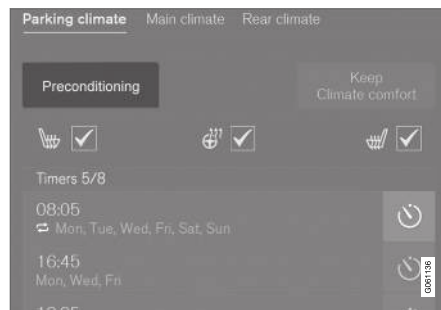 Parking climate Main climate Rear climate
Preconditioning
Keep
Climate comfort
Timers 5/8
08:05
Mon, Tue, Wed, Fri, Sat, Sun
16:45
Mon, Wed, Fri
G061136